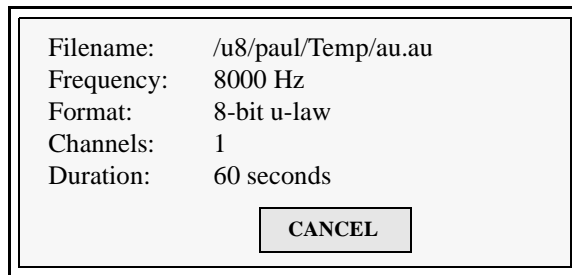 Filename: /u8/paul/Temp/au.au
Frequency: 8000 Hz
Format: 8-bit u-law
Channels: 1
Duration: 60 seconds
CANCEL